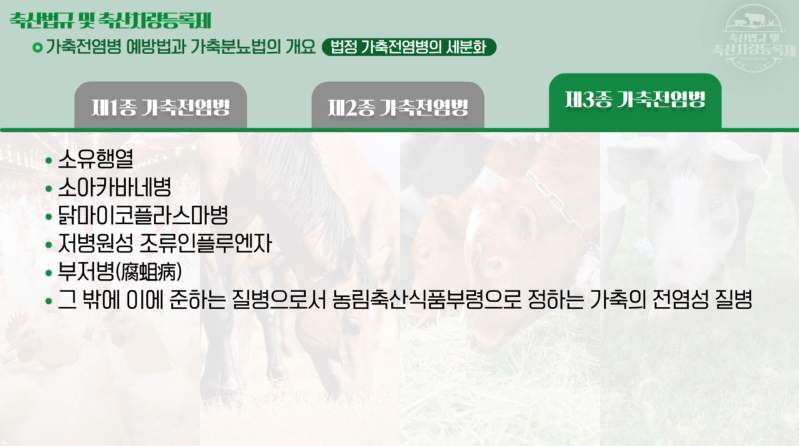 축산법규 및 축산차량등록제
가축전염병 예방법과 가축분뇨법의 개요 법정 가축전염병의 세분화
축산법규 및
축산차량등록제
제1종 가축전염병
제2종 가축전염병
제3종 가축전염병
• 소유행열
• 소아카바네병
• 닭마이코플라스마병
• 저병원성 조류인플루엔자
• 부저병(腐蛆病)
• 그 밖에 이에 준하는 질병으로서 농림축산식품부령으로 정하는 가축의 전염성 질병